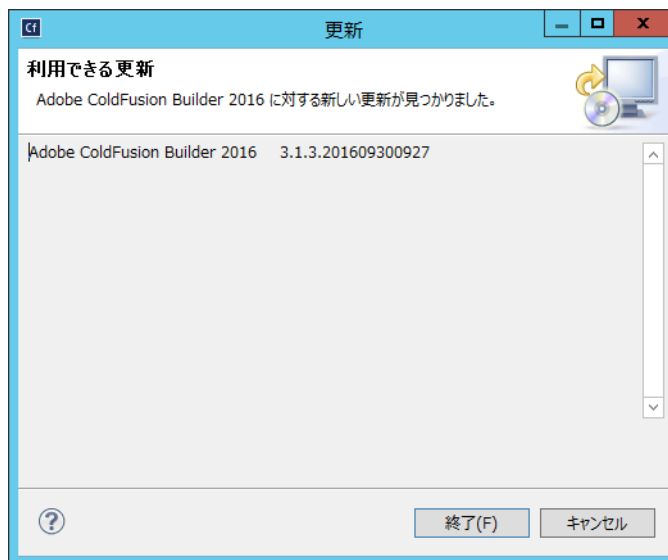 Cf
更新
X
利用できる更新
Adobe ColdFusion Builder 2016 に対する新しい更新が見つかりました。
Adobe ColdFusion Builder 2016 3.1.3.201609300927
?
終了(F)
キャンセル